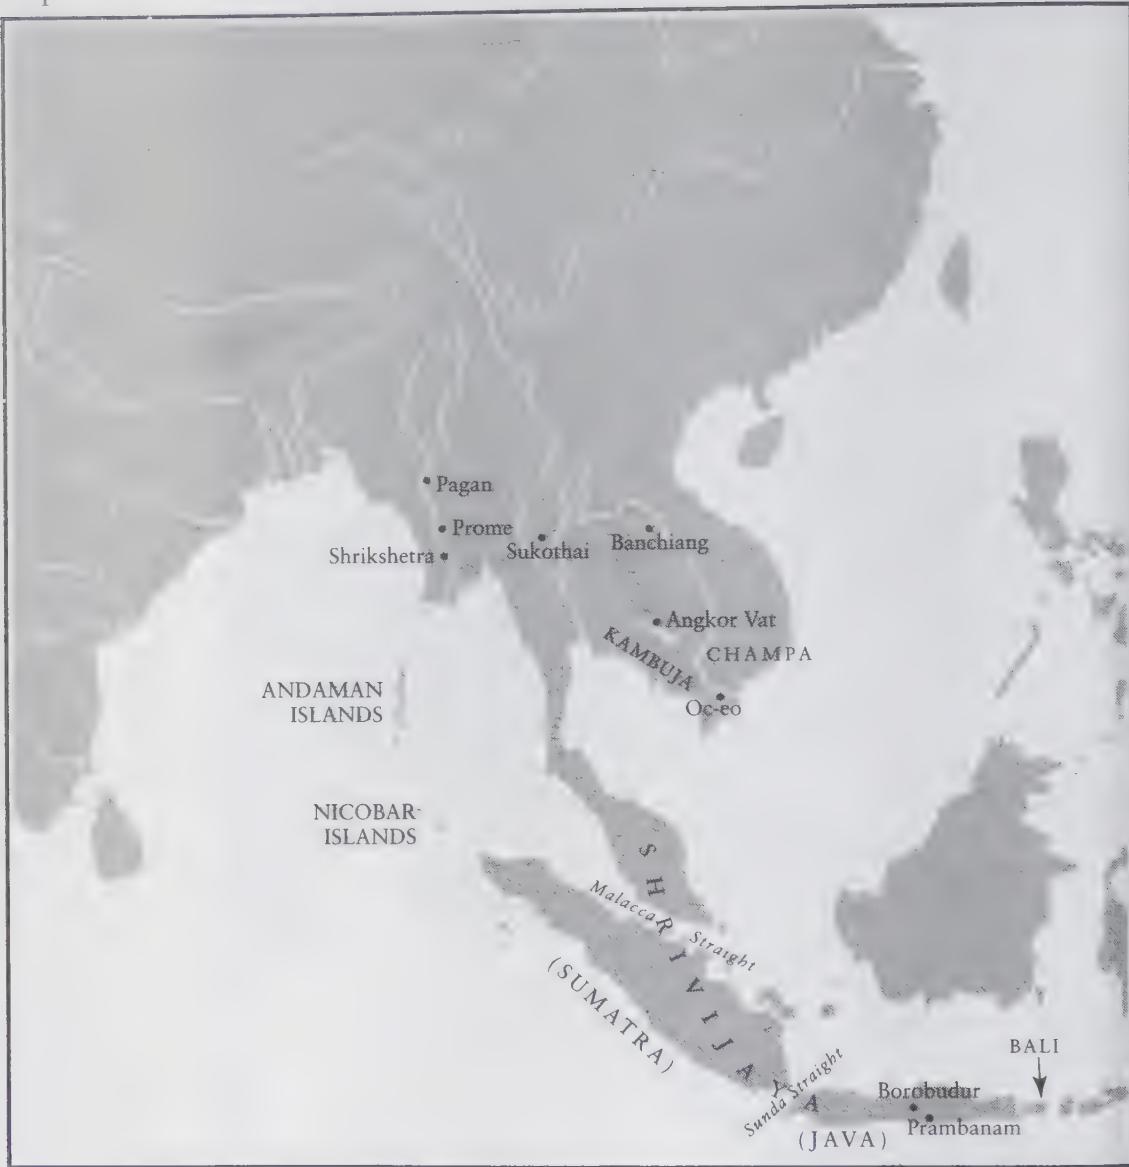 Pagan
Prome
Shrikshetra
Sukothai
Banchiang
Angkor Vat
KAMBUJA
CHAMPA
Oc-eo
ANDAMAN
ISLANDS
NICOBAR
ISLANDS
SHRIVIJAYA
Malacca Straight
(SUMATRA)
Sunda Straight
BALI
Borobudur
Prambanam
(JAVA)